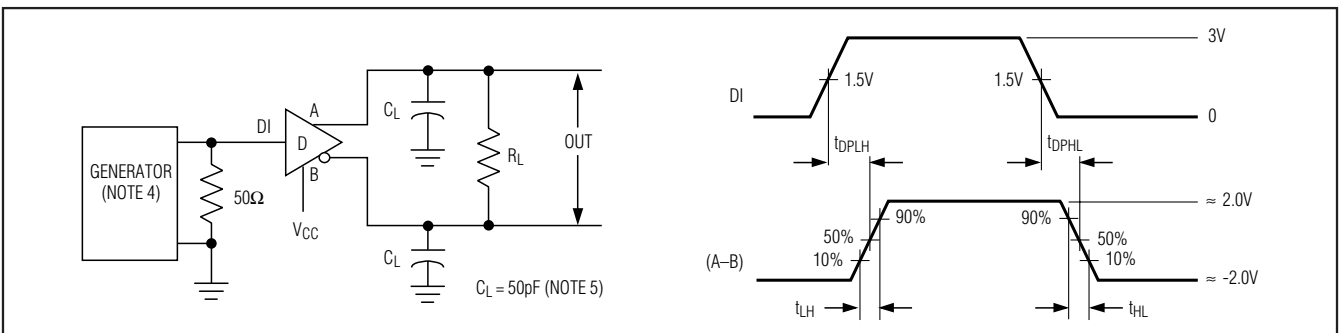 GENERATOR
(NOTE 4)
50Ω
DI
D
A
B
VCC
CL
CL
RL
OUT
CL = 50pF (NOTE 5)
DI
1.5V
1.5V
3V
0
tDPLH
tDPHL
(A–B)
90%
50%
10%
90%
50%
10%
≈ 2.0V
≈ -2.0V
tLH
tHL